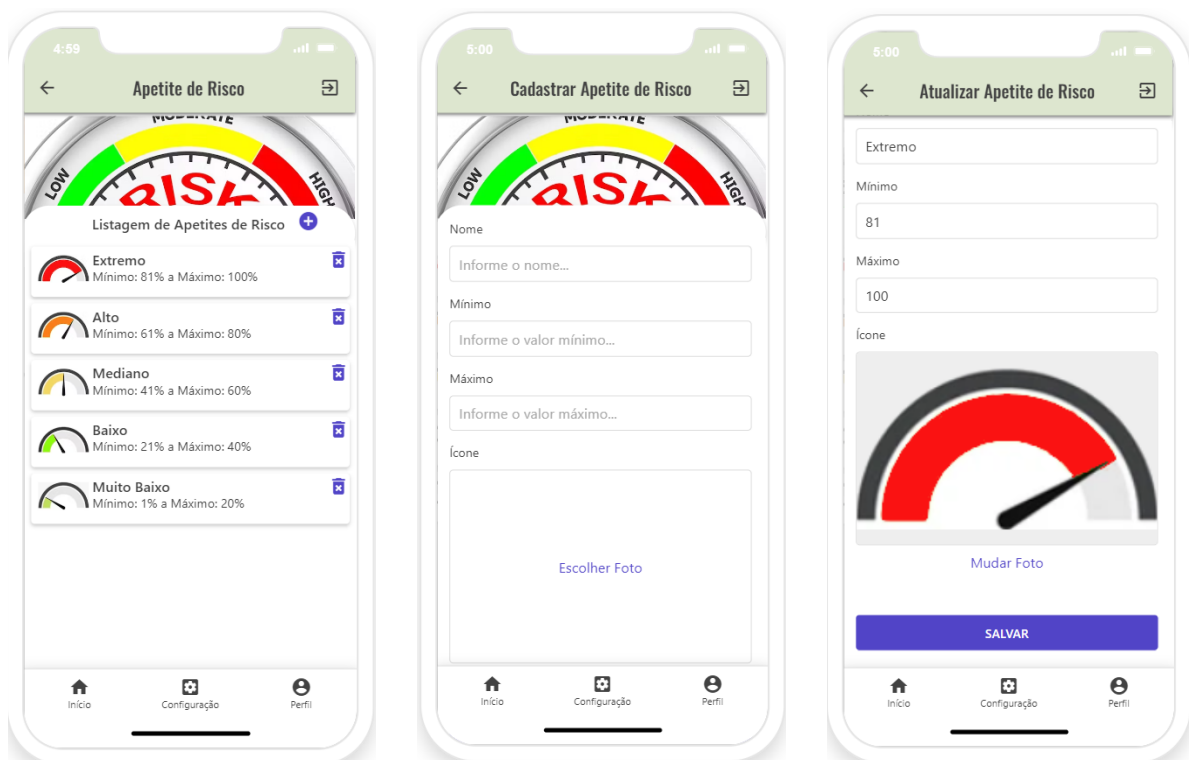 4:59
Apetite de Risco
MODERATE
LOW
HIGH
RISK
Listagem de Apetites de Risco
Extremo
Mínimo: 81% a Máximo: 100%
Alto
Mínimo: 61% a Máximo: 80%
Mediano
Mínimo: 41% a Máximo: 60%
Baixo
Mínimo: 21% a Máximo: 40%
Muito Baixo
Mínimo: 1% a Máximo: 20%
Início
Configuração
Perfil
5:00
Cadastrar Apetite de Risco
MODERATE
LOW
HIGH
RISK
Nome
Informe o nome...
Mínimo
Informe o valor mínimo...
Máximo
Informe o valor máximo...
Ícone
Escolher Foto
Início
Configuração
Perfil
5:00
Atualizar Apetite de Risco
Extremo
Mínimo
81
Máximo
100
Ícone
Mudar Foto
SALVAR
Início
Configuração
Perfil